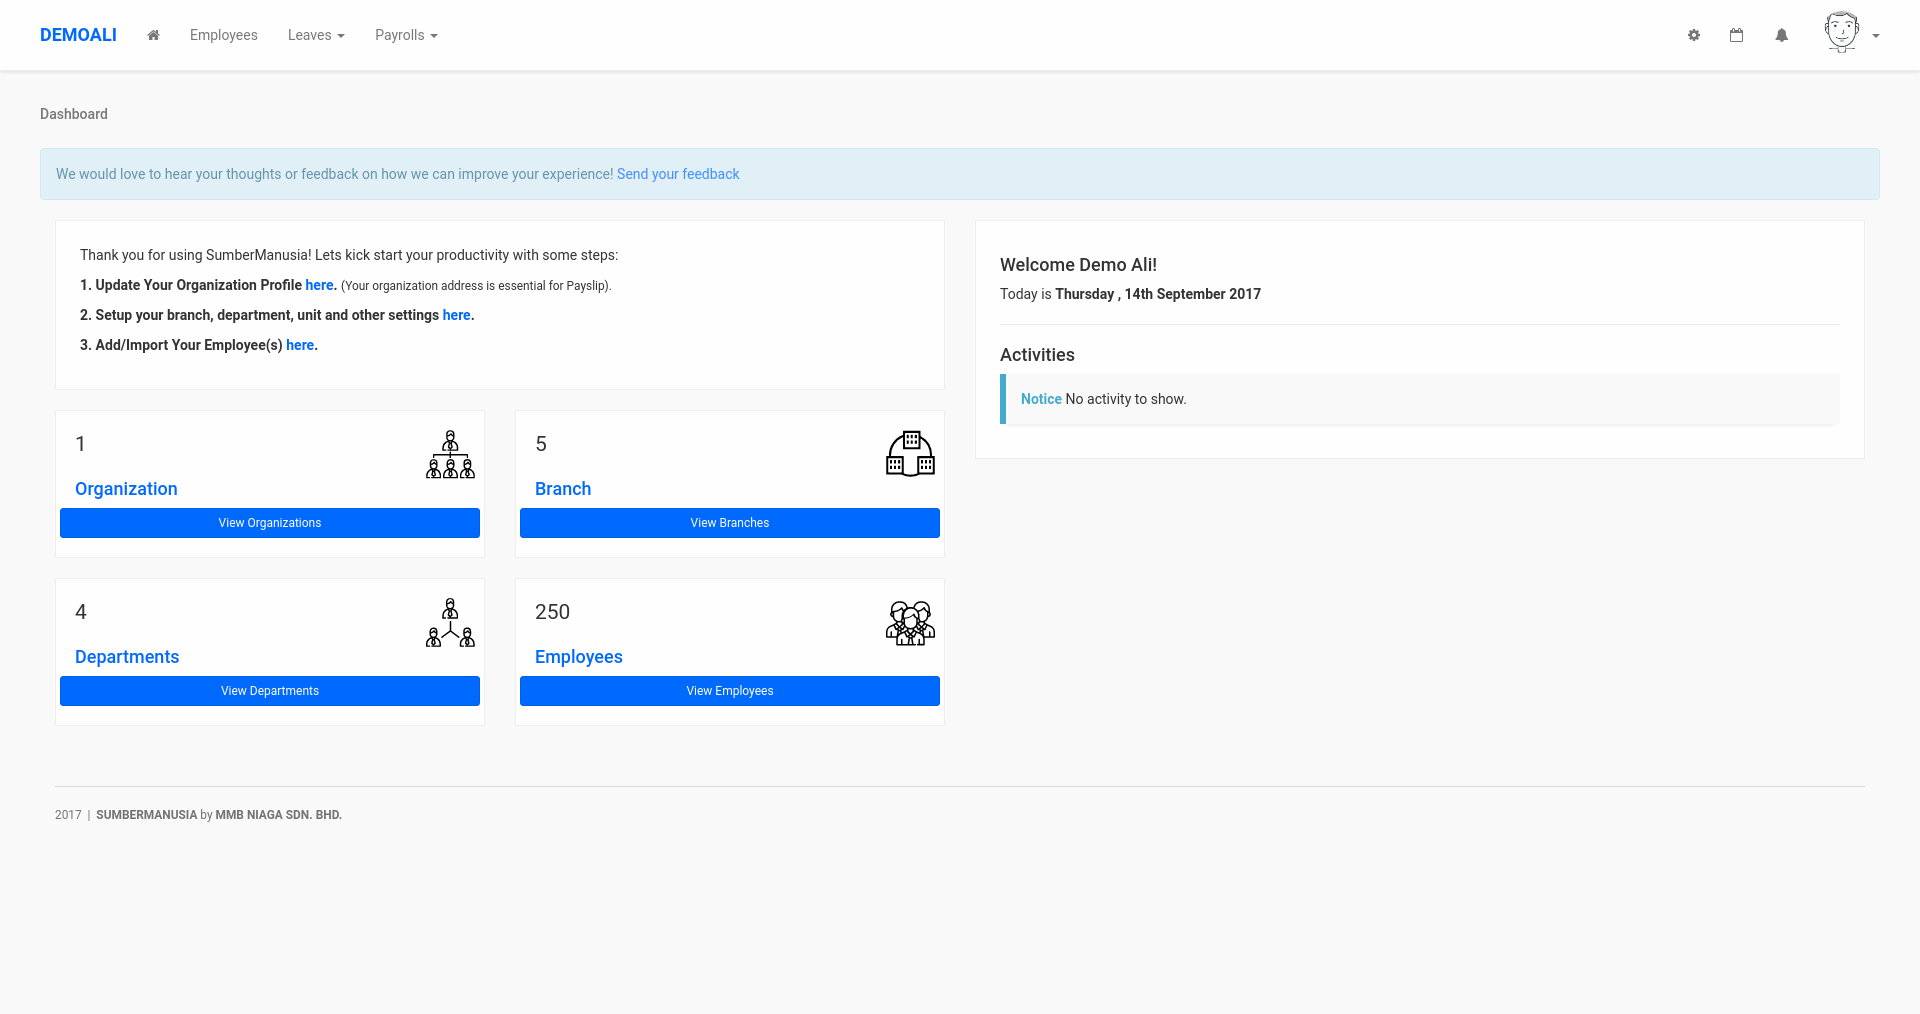 DEMOALI Employees Leaves Payrolls
Dashboard
We would love to hear your thoughts or feedback on how we can improve your experience! Send your feedback
Thank you for using SumberManusia! Lets kick start your productivity with some steps:
1. Update Your Organization Profile here. (Your organization address is essential for Payslip).
2. Setup your branch, department, unit and other settings here.
3. Add/Import Your Employee(s) here.
1
Organization
View Organizations
5
Branch
View Branches
4
Departments
View Departments
250
Employees
View Employees
Welcome Demo Ali!
Today is Thursday , 14th September 2017
Activities
Notice No activity to show.
2017 | SUMBERMANUSIA by MMB NIAGA SDN. BHD.